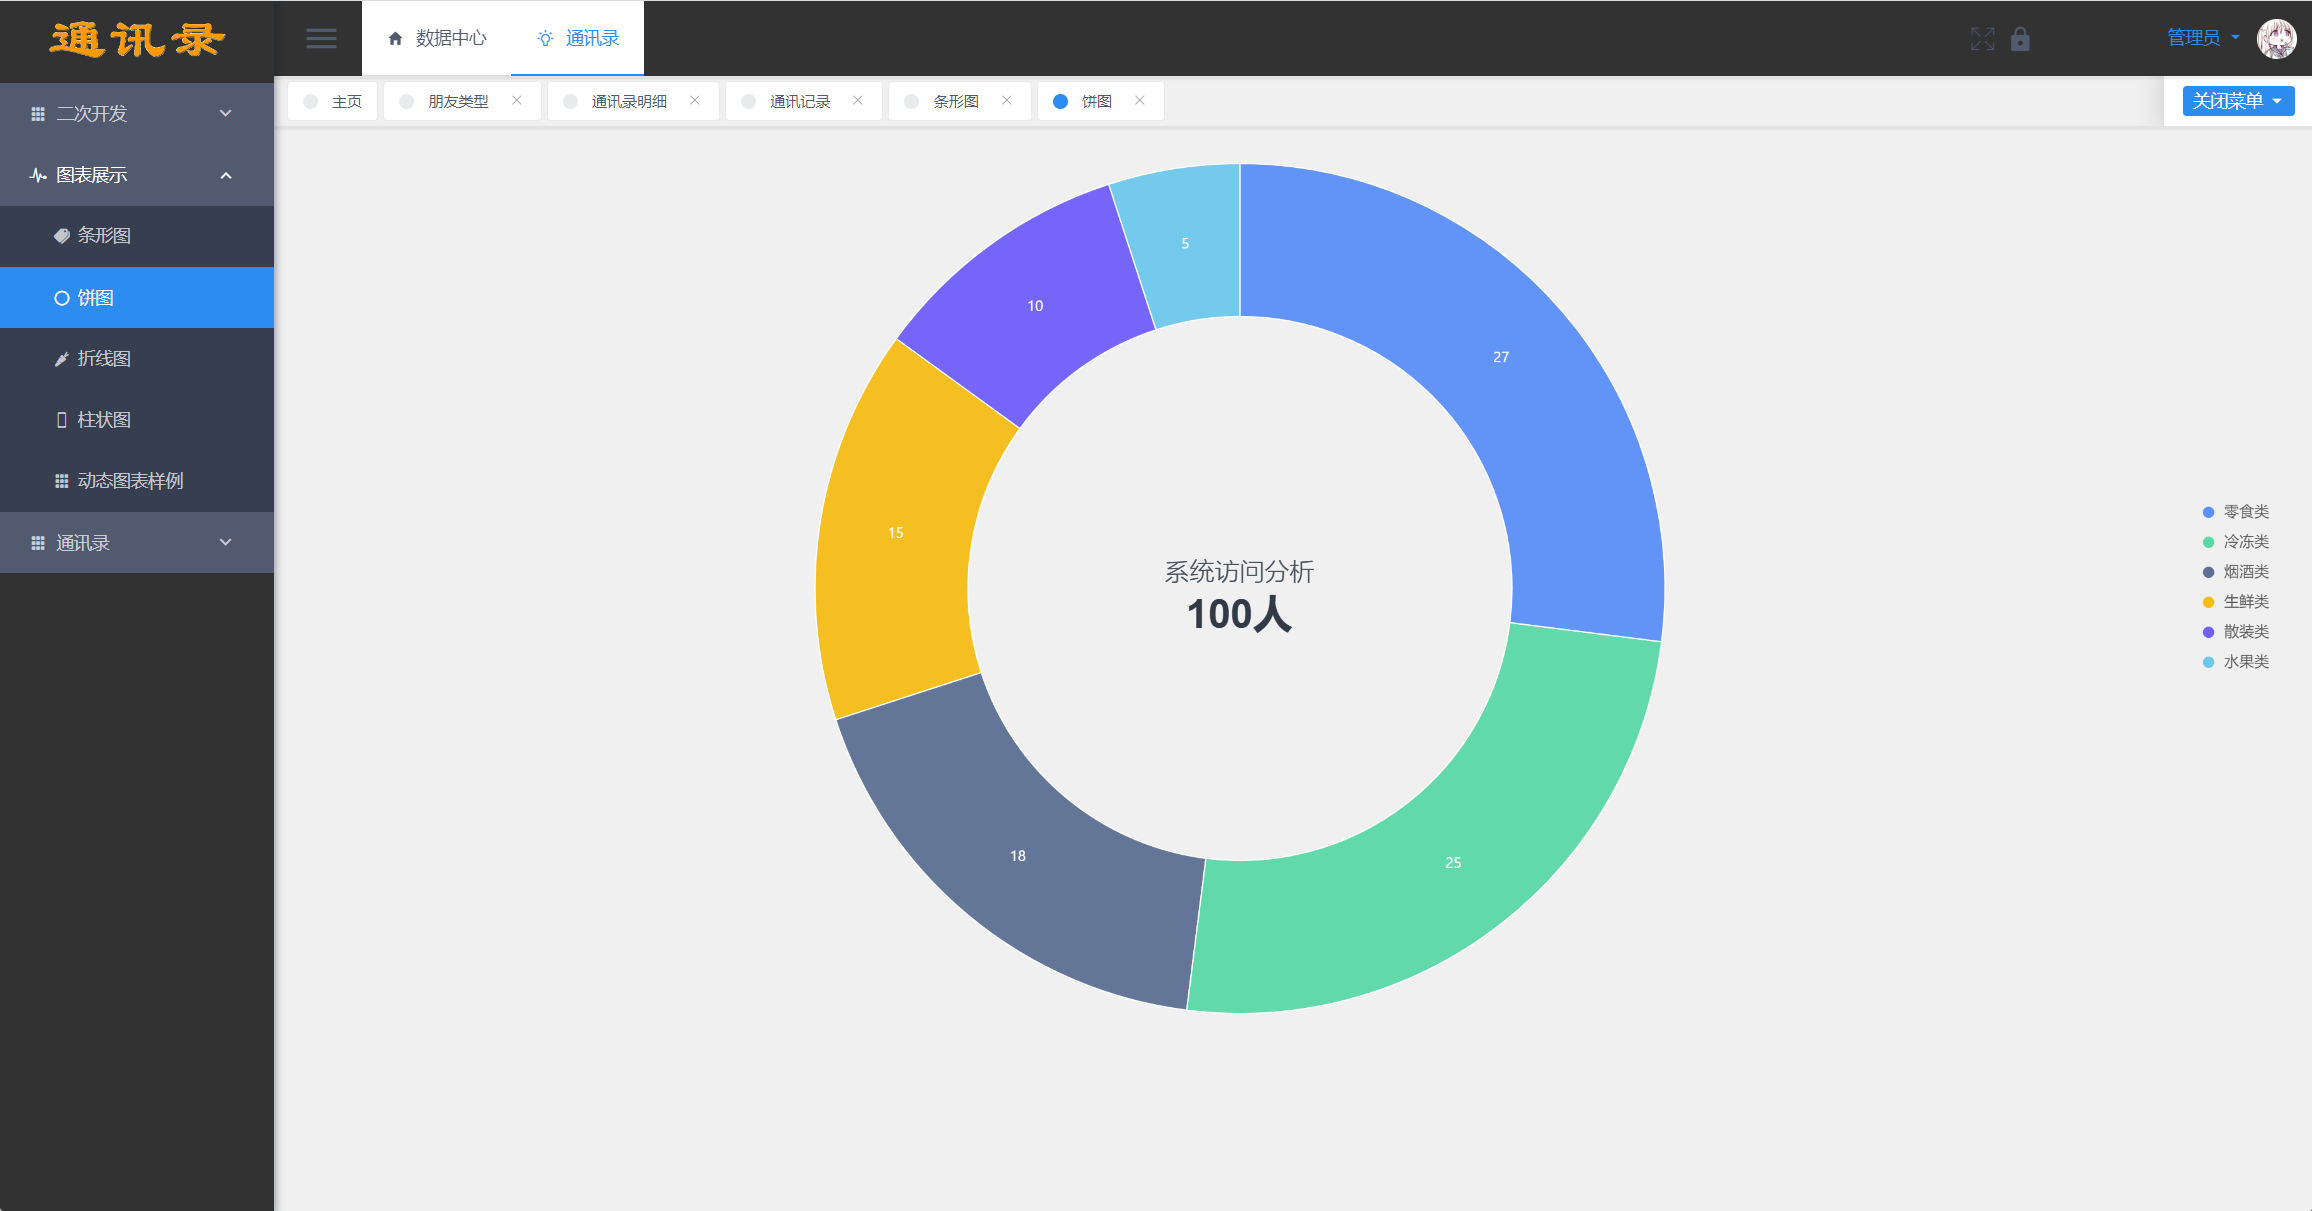 通讯录
数据中心
通讯录
管理员
主页
朋友类型
通讯录明细
通讯记录
条形图
饼图
关闭菜单
二次开发
图表展示
条形图
饼图
折线图
柱状图
动态图表样例
通讯录
5
10
27
15
18
25
系统访问分析
100人
零食类
冷冻类
烟酒类
生鲜类
散装类
水果类